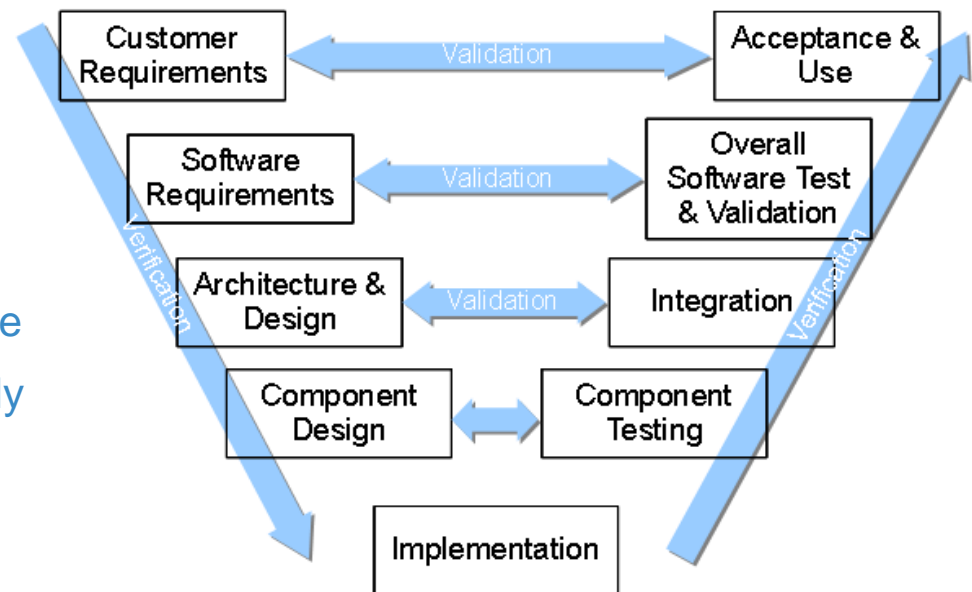 Customer
Requirements
Validation
Acceptance &
Use
Software
Requirements
Validation
Overall
Software Test
& Validation
Verification
Architecture &
Design
Validation
Integration
Verification
Component
Design
Component
Testing
Implementation